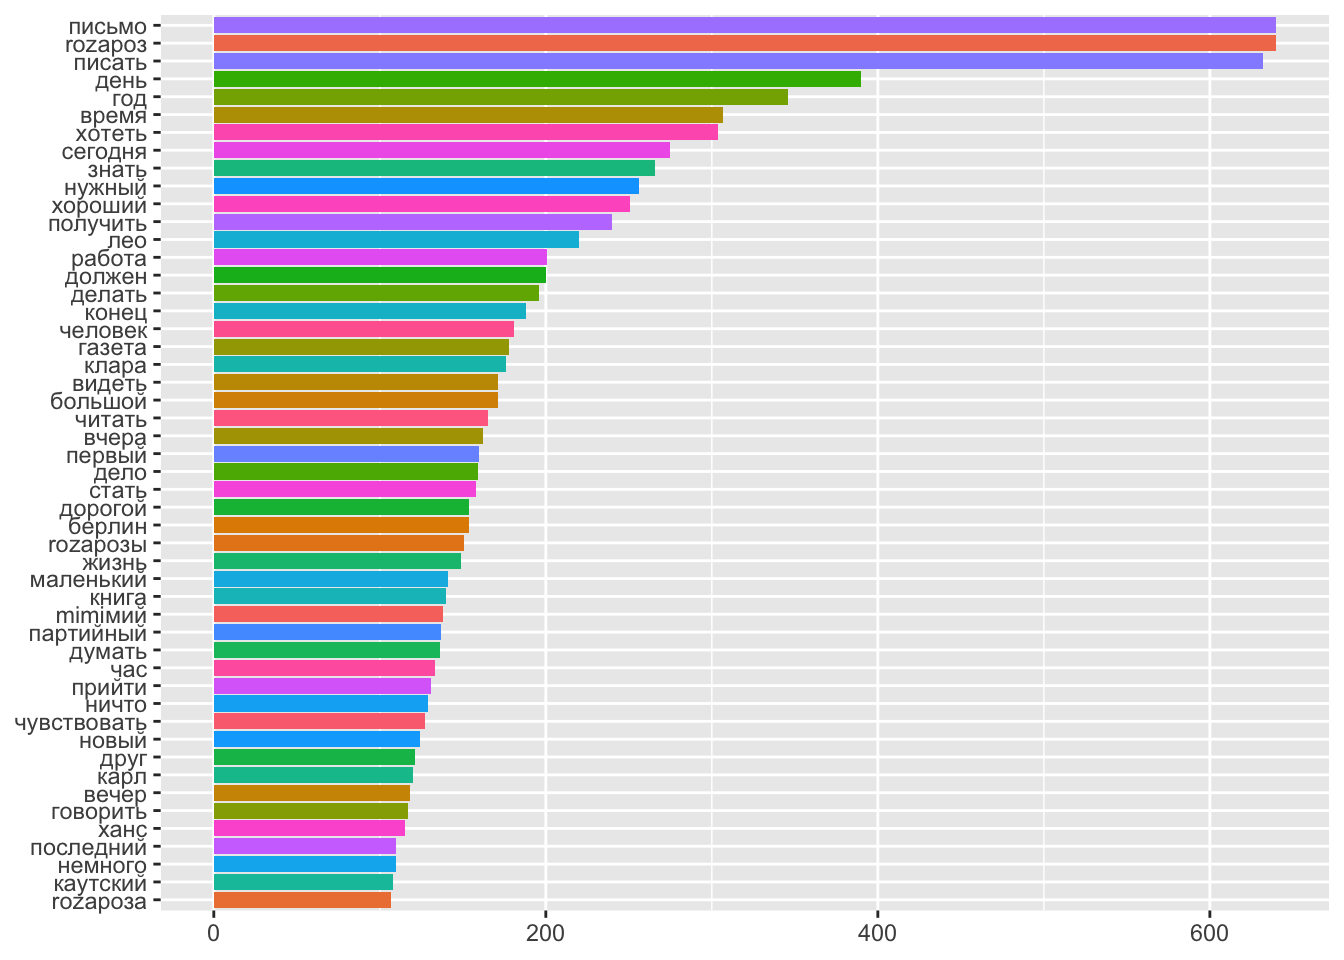 письмо
rozaроз
писать
день
год
время
хотеть
сегодня
знать
нужный
хороший
получить
лео
работа
должен
делать
конец
человек
газета
клара
видеть
большой
читать
вчера
первый
дело
стать
дорогой
берлин
rozaрозы
жизнь
маленький
книга
mimiмий
партийный
думать
час
прийти
ничто
чувствовать
новый
друг
карл
вечер
говорить
ханс
последний
немного
каутский
rozaроза
0 200 400 600